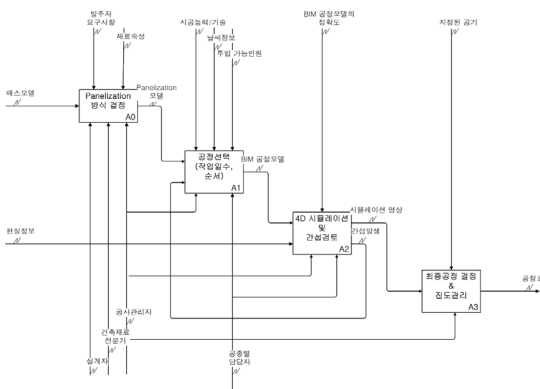 발주자
요구사항
재료속성
시공능력/기술
날씨정보
투입 가능인원
BIM 공정모델의
정확도
지정된 공기
매스모델
Panelization
방식 결정
A0
Panelization
모델
공정선택
(작업일수,
순서)
A1
BIM 공정모델
4D 시뮬레이션
및
간섭검토
A2
시뮬레이션 영상
간섭발생
현실정보
최종공정 결정
&
진도관리
A3
공정표
공사관리자
건축재료
전문가
설계자
공종별
담당자